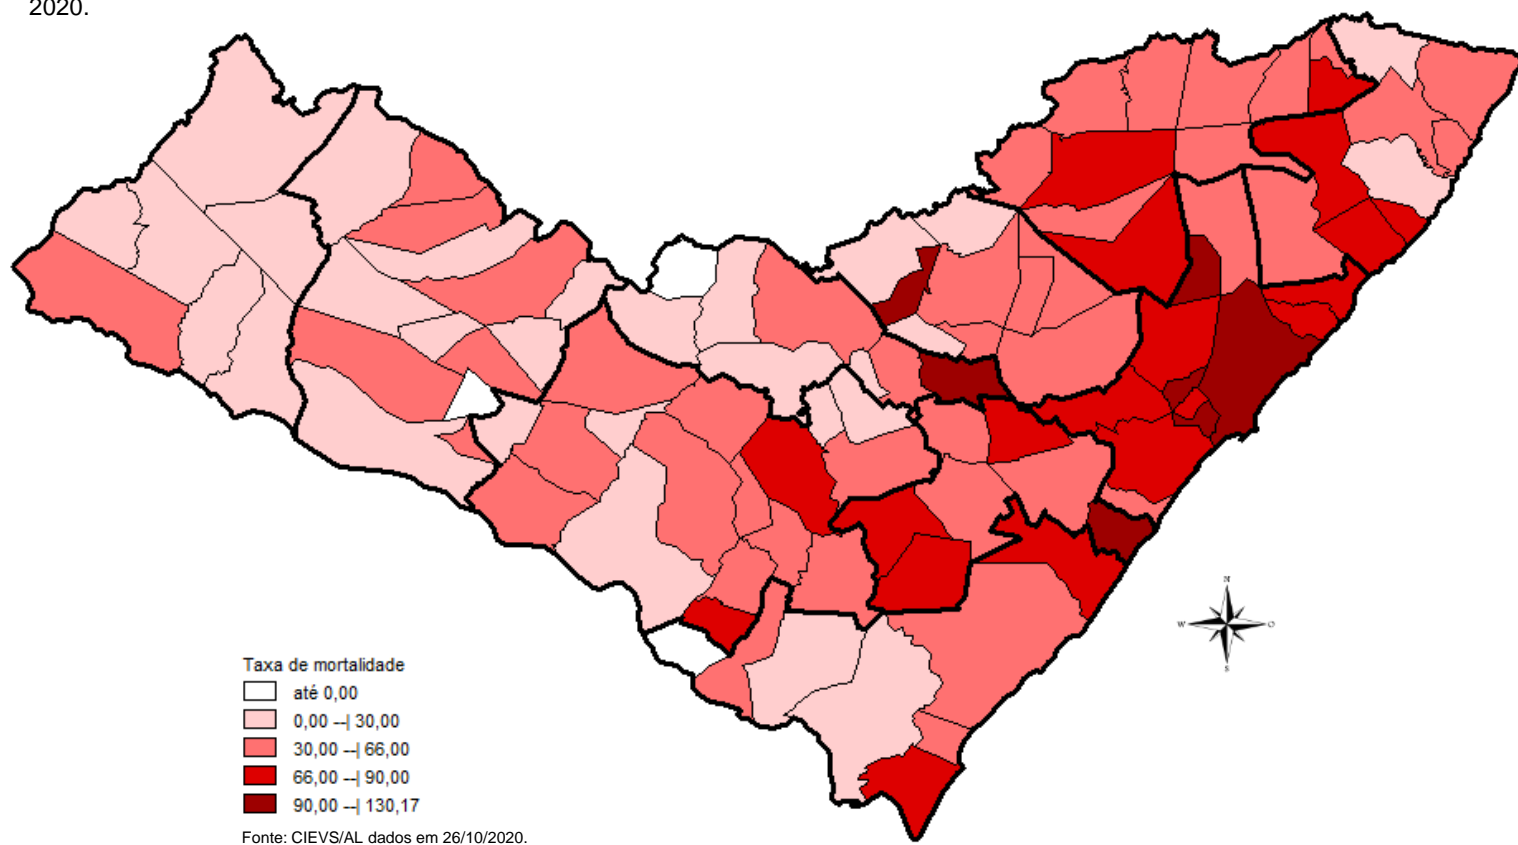 2020.
N
W
O
S
Taxa de mortalidade
até 0,00
0,00 --| 30,00
30,00 --| 66,00
66,00 --| 90,00
90,00 --| 130,17
Fonte: CIEVS/AL dados em 26/10/2020.